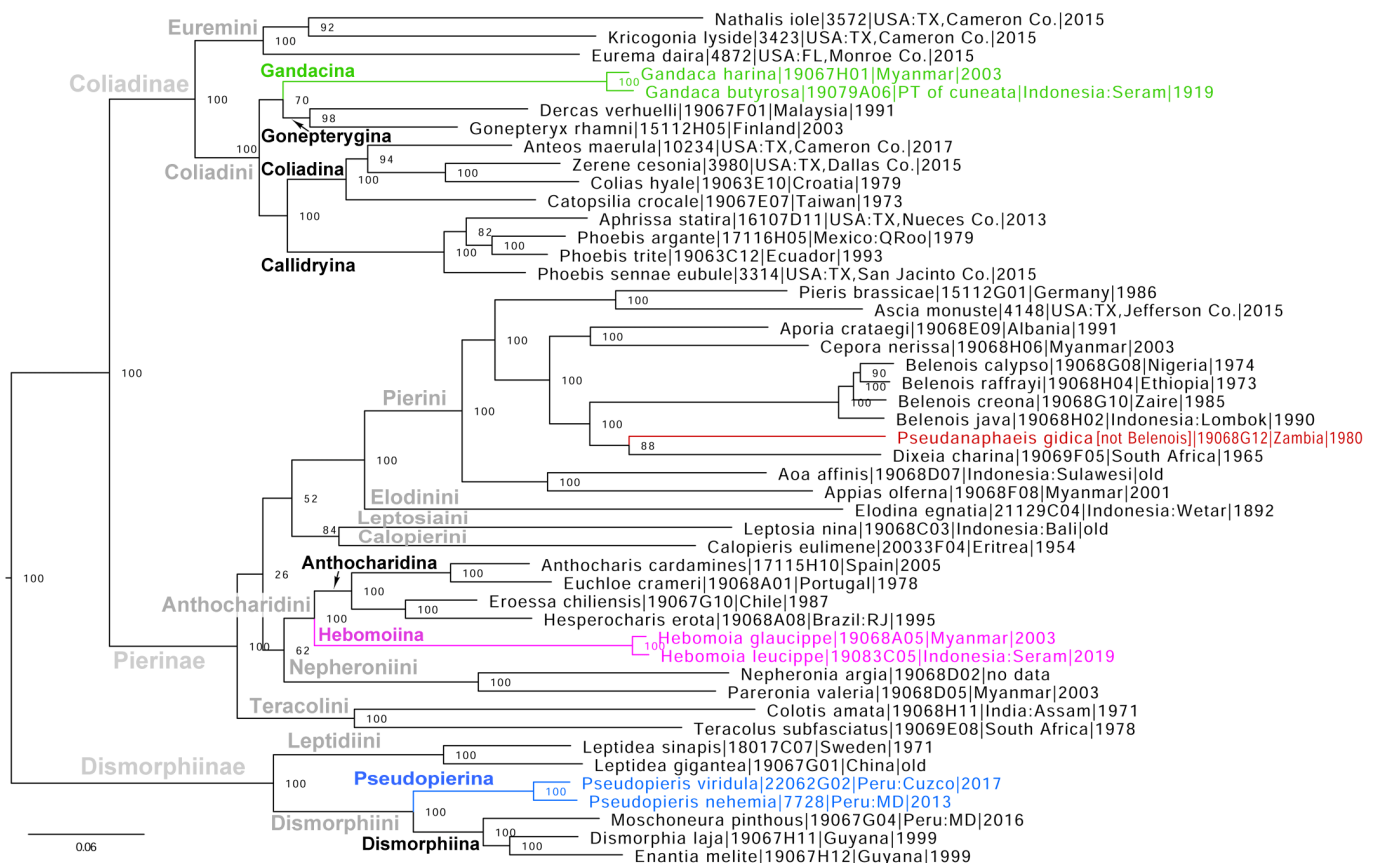 Euremini
92
Nathalis iole|3572|USA:TX,Cameron Co.|2015
100
Kricogonia lyside|3423|USA:TX,Cameron Co.|2015
Eurema daira|4872|USA:FL,Monroe Co.|2015
Coliadinae
100
Gandacina
100
Gandaca harina|19067H01|Myanmar|2003
Gandaca butyrosa|19079A06|PT of cuneata|Indonesia:Seram|1919
70
98
Dercas verhuelli|19067F01|Malaysia|1991
Gonepterygina
Gonepteryx rhamni|15112H05|Finland|2003
100
Coliadini
Coliadina
94
Anteos maerula|10234|USA:TX,Cameron Co.|2017
100
100
Zerene cesonia|3980|USA:TX,Dallas Co.|2015
Colias hyale|19063E10|Croatia|1979
Catopsilia crocale|19067E07|Taiwan|1973
100
Aphrissa statira|16107D11|USA:TX,Nueces Co.|2013
82
100
100
Phoebis argante|17116H05|Mexico:QRoo|1979
Phoebis trite|19063C12|Ecuador|1993
Callidryina
Phoebis sennae eubule|3314|USA:TX,San Jacinto Co.|2015
100
100
Pieris brassicae|15112G01|Germany|1986
Ascia monuste|4148|USA:TX,Jefferson Co.|2015
100
100
Aporia crataegi|19068E09|Albania|1991
Cepora nerissa|19068H06|Myanmar|2003
100
90
Belenois calypso|19068G08|Nigeria|1974
100
Belenois raffrayi|19068H04|Ethiopia|1973
100
Belenois creona|19068G10|Zaire|1985
Belenois java|19068H02|Indonesia:Lombok|1990
Pierini
100
100
88
Pseudanaphaeis gidica [not Belenois]|19068G12|Zambia|1980
Dixeia charina|19069F05|South Africa|1965
100
100
Aoa affinis|19068D07|Indonesia:Sulawesi|old
Appias olferna|19068F08|Myanmar|2001
Elodinini
Elodina egnatia|21129C04|Indonesia:Wetar|1892
52
Leptosiaini
84
Leptosia nina|19068C03|Indonesia:Bali|old
Calopierini
Calopieris eulimene|20033F04|Eritrea|1954
26
Anthocharidina
100
100
Anthocharis cardamines|17115H10|Spain|2005
Euchloe crameri|19068A01|Portugal|1978
Anthocharidini
100
100
Eroessa chiliensis|19067G10|Chile|1987
Hesperocharis erota|19068A08|Brazil:RJ|1995
Hebomoiina
100
Hebomoia glaucippe|19068A05|Myanmar|2003
Hebomoia leucippe|19083C05|Indonesia:Seram|2019
Pierinae
100
62
Nepheroniini
100
Nepheronia argia|19068D02|no data
Pareronia valeria|19068D05|Myanmar|2003
Teracolini
100
Colotis amata|19068H11|India:Assam|1971
Teracolus subfasciatus|19069E08|South Africa|1978
100
Dismorphiinae
100
Leptidiini
100
Leptidea sinapis|18017C07|Sweden|1971
Leptidea gigantea|19067G01|China|old
Pseudopierina
100
Pseudopieris viridula|22062G02|Peru:Cuzco|2017
Pseudopieris nehemia|7728|Peru:MD|2013
Dismorphiini
100
Dismorphiina
100
100
Moschoneura pinthous|19067G04|Peru:MD|2016
Dismorphia laja|19067H11|Guyana|1999
Enantia melite|19067H12|Guyana|1999
0.06